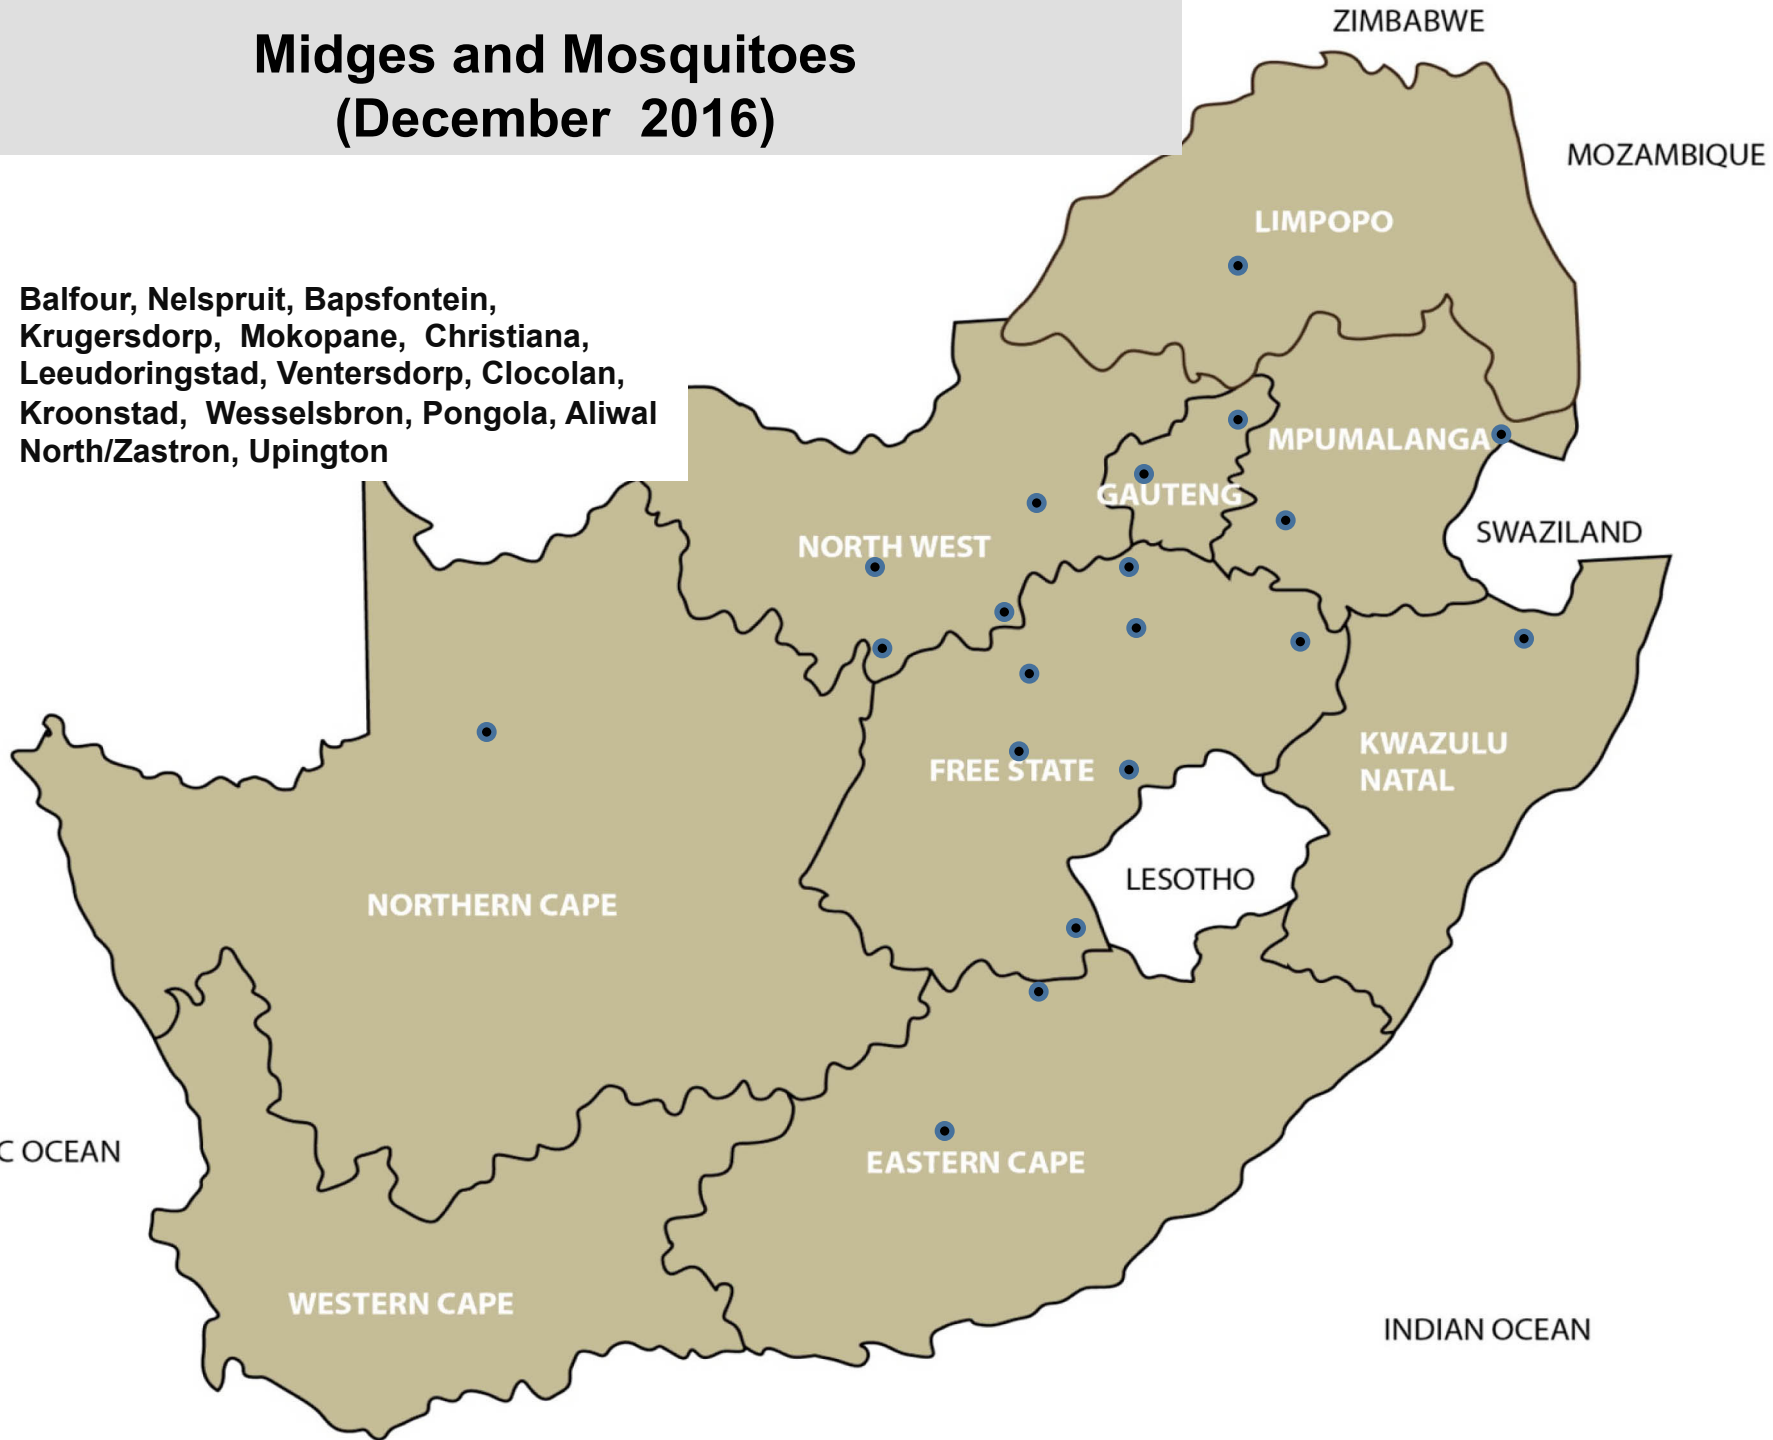 Midges and Mosquitoes
(December 2016)
ZIMBABWE
MOZAMBIQUE
LIMPOPO
Balfour, Nelspruit, Bapsfontein,
Krugersdorp, Mokopane, Christiana,
Leeudoringstad, Ventersdorp, Clocolan,
Kroonstad, Wesselsbron, Pongola, Aliwal
North/Zastron, Upington
MPUMALANGA
GAUTENG
SWAZILAND
NORTH WEST
KWAZULU
NATAL
FREE STATE
LESOTHO
NORTHERN CAPE
C OCEAN
EASTERN CAPE
WESTERN CAPE
INDIAN OCEAN